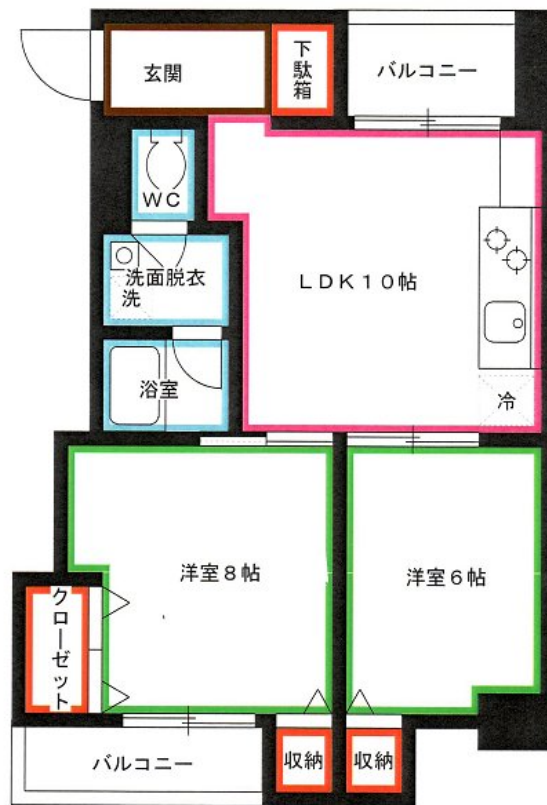 玄関
下駄箱
バルコニー
WC
洗面脱衣
洗
LDK10帖
浴室
冷
洋室8帖
洋室6帖
クローゼット
バルコニー
収納
収納